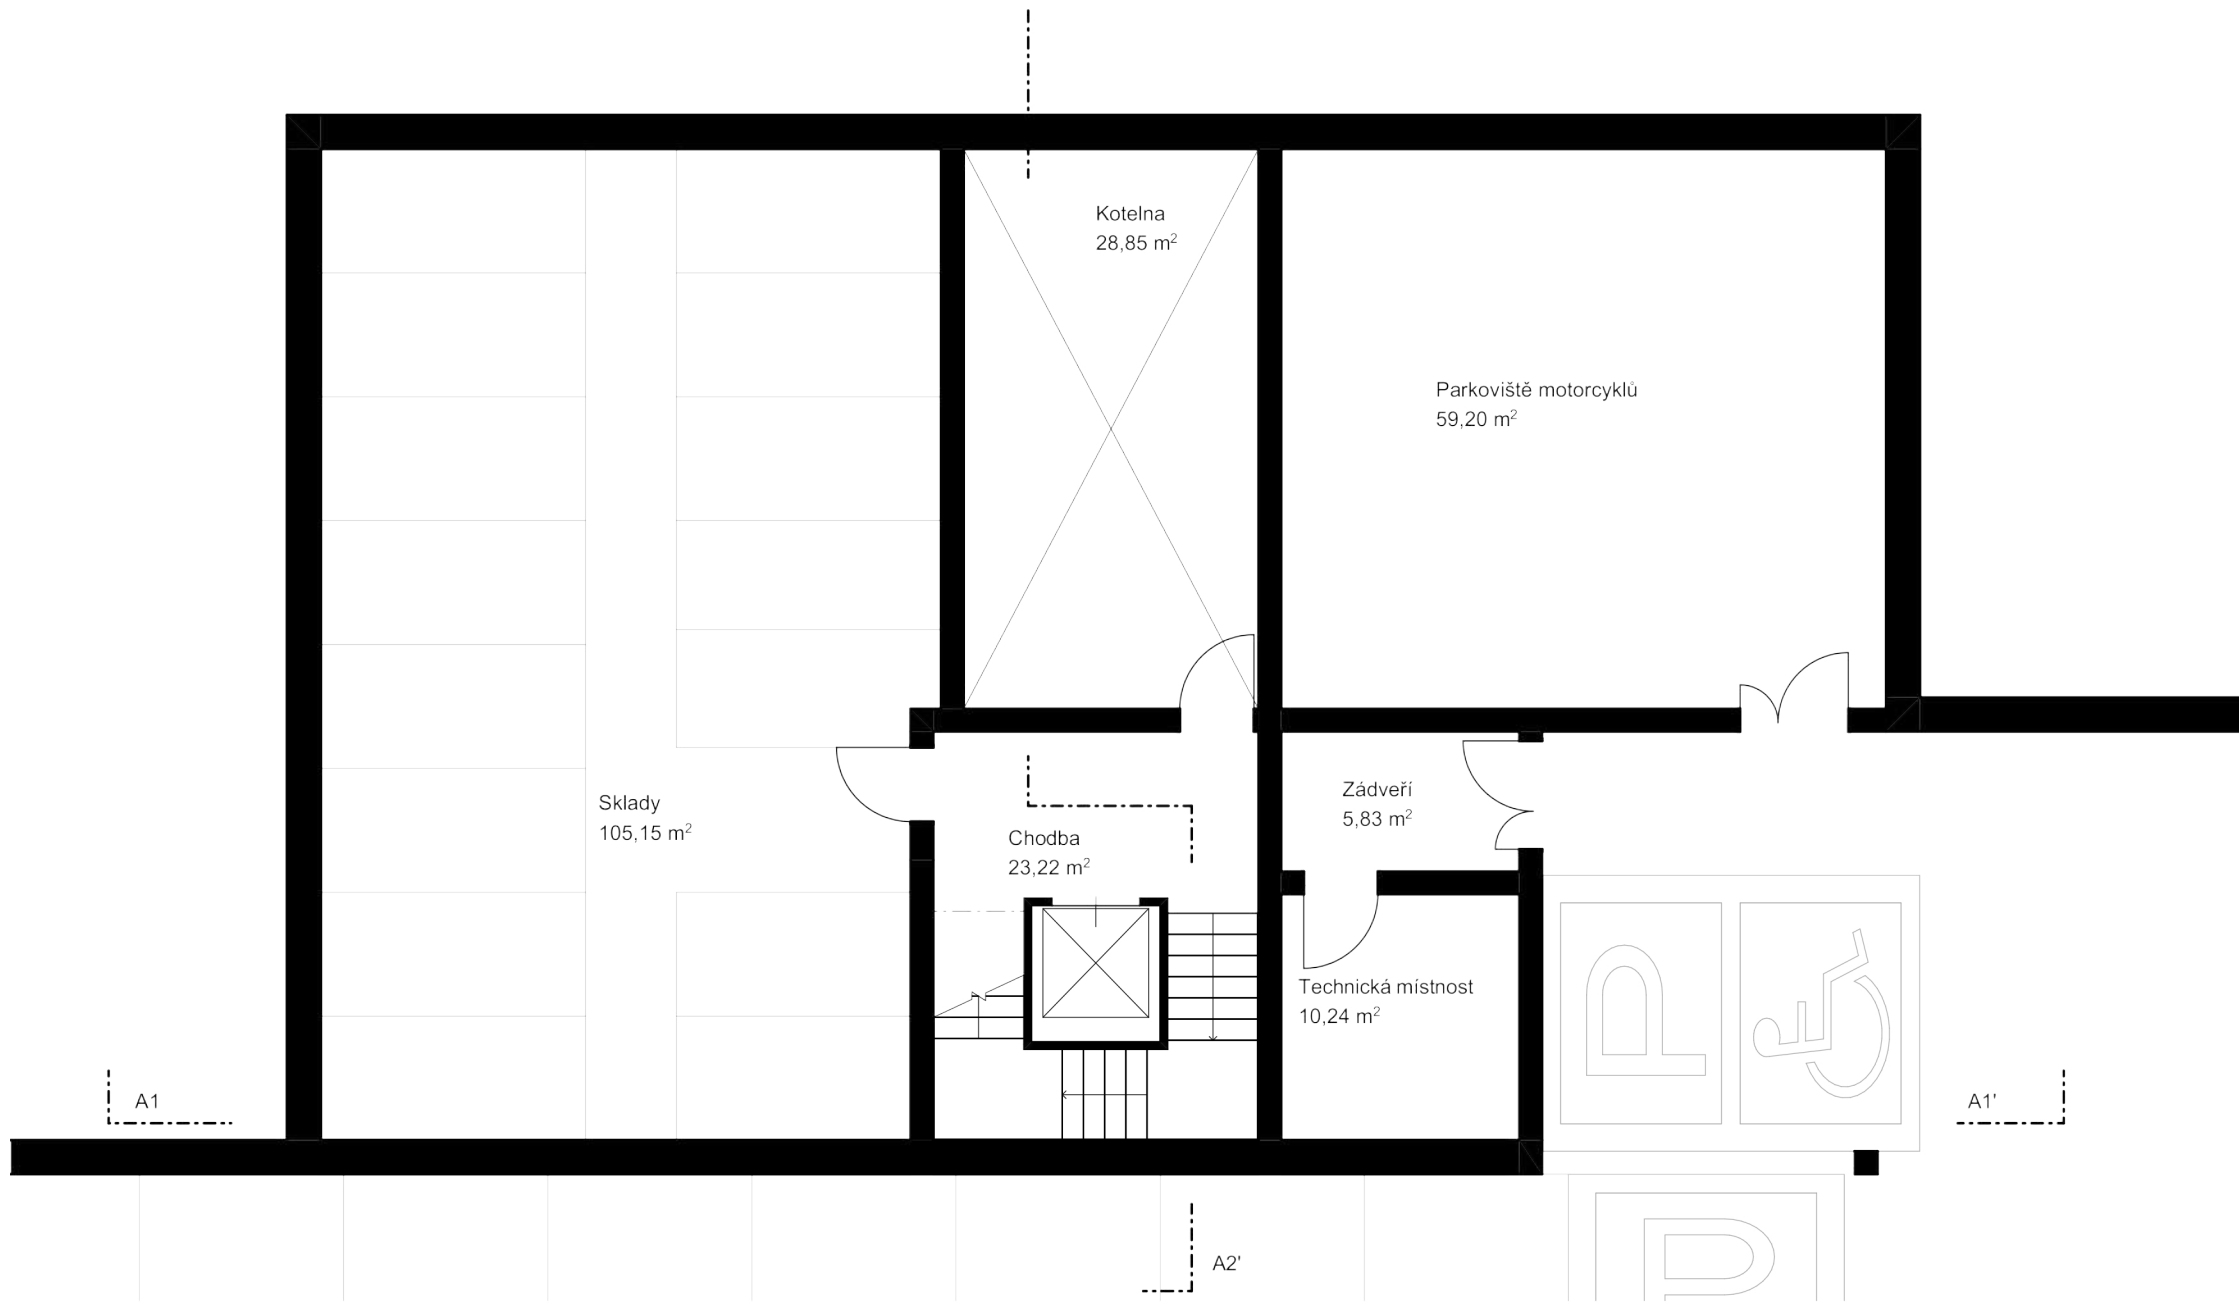 Kotelna
28,85 m²
Parkoviště motorcyklů
59,20 m²
Sklady
105,15 m²
Chodba
23,22 m²
Zádveří
5,83 m²
Technická místnost
10,24 m²
P
A1
A1'
A2'
P